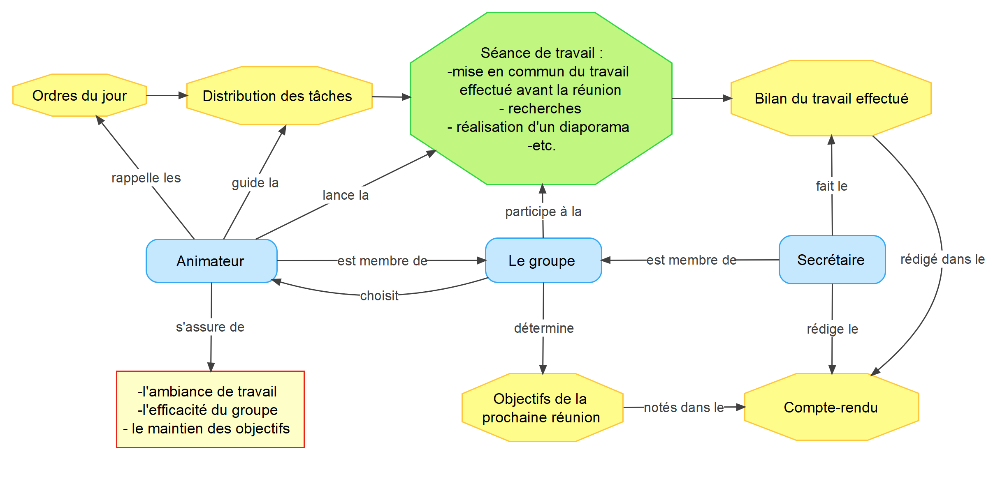 Ordres du jour
Distribution des tâches
Séance de travail :
-mise en commun du travail
effectué avant la réunion
- recherches
- réalisation d'un diaporama
-etc.
Bilan du travail effectué
rappelle les
guide la
lance la
participe à la
fait le
Animateur
est membre de
Le groupe
est membre de
Secrétaire
rédigé dans le
choisit
s'assure de
détermine
rédige le
-l'ambiance de travail
-l'efficacité du groupe
- le maintien des objectifs
Objectifs de la
prochaine réunion
notés dans le
Compte-rendu